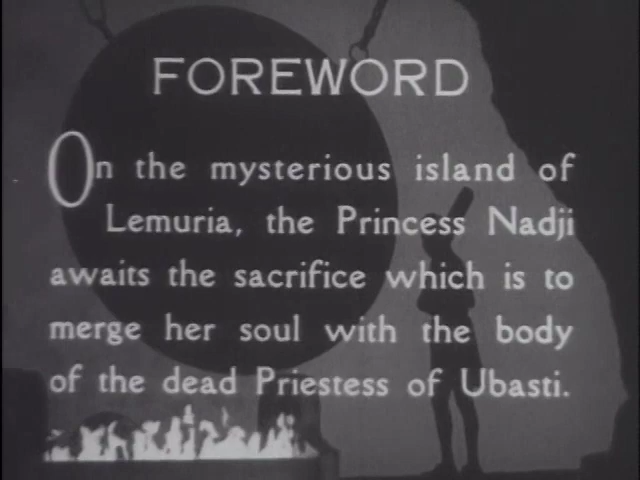 FOREWORD
On the mysterious island of
Lemuria, the Princess Nadji
awaits the sacrifice which is to
merge her soul with the body
of the dead Priestess of Ubasti.